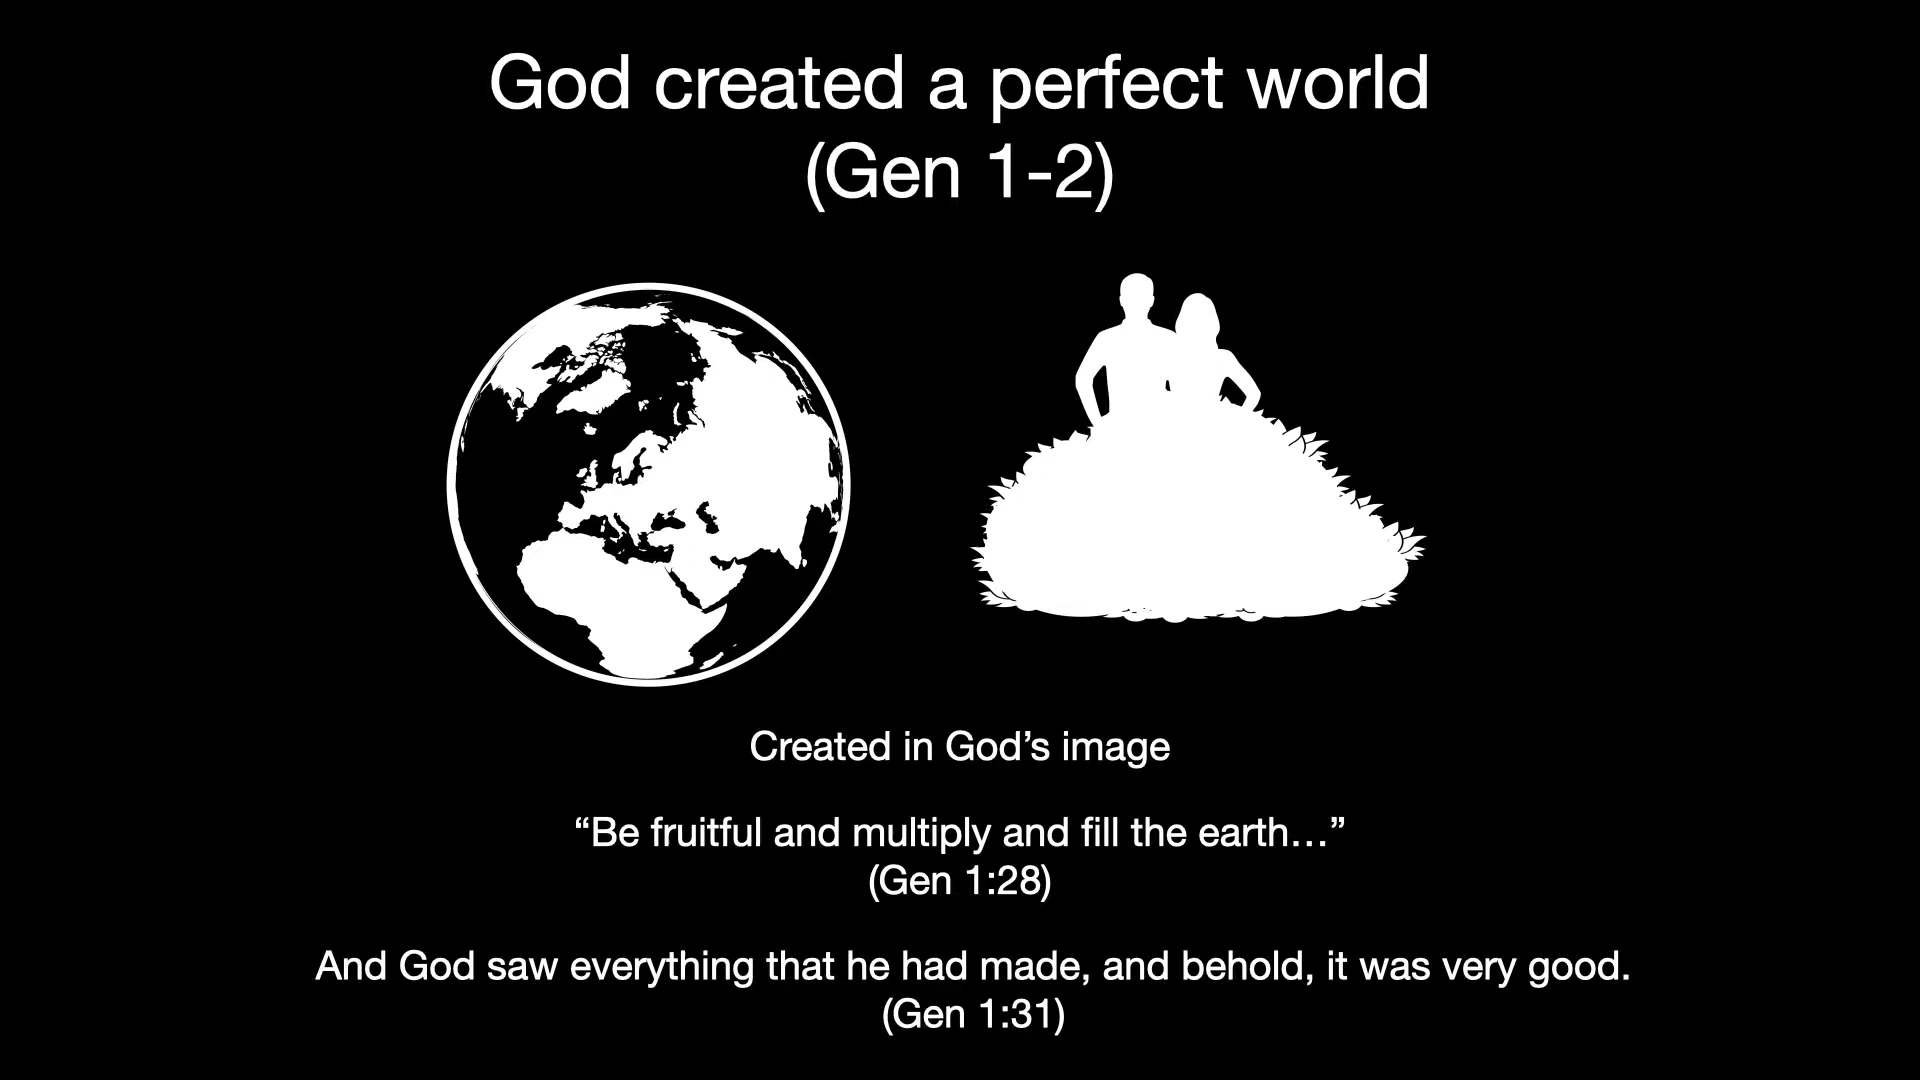 God created a perfect world
(Gen 1-2)
Created in God’s image
“Be fruitful and multiply and fill the earth…”
(Gen 1:28)
And God saw everything that he had made, and behold, it was very good.
(Gen 1:31)